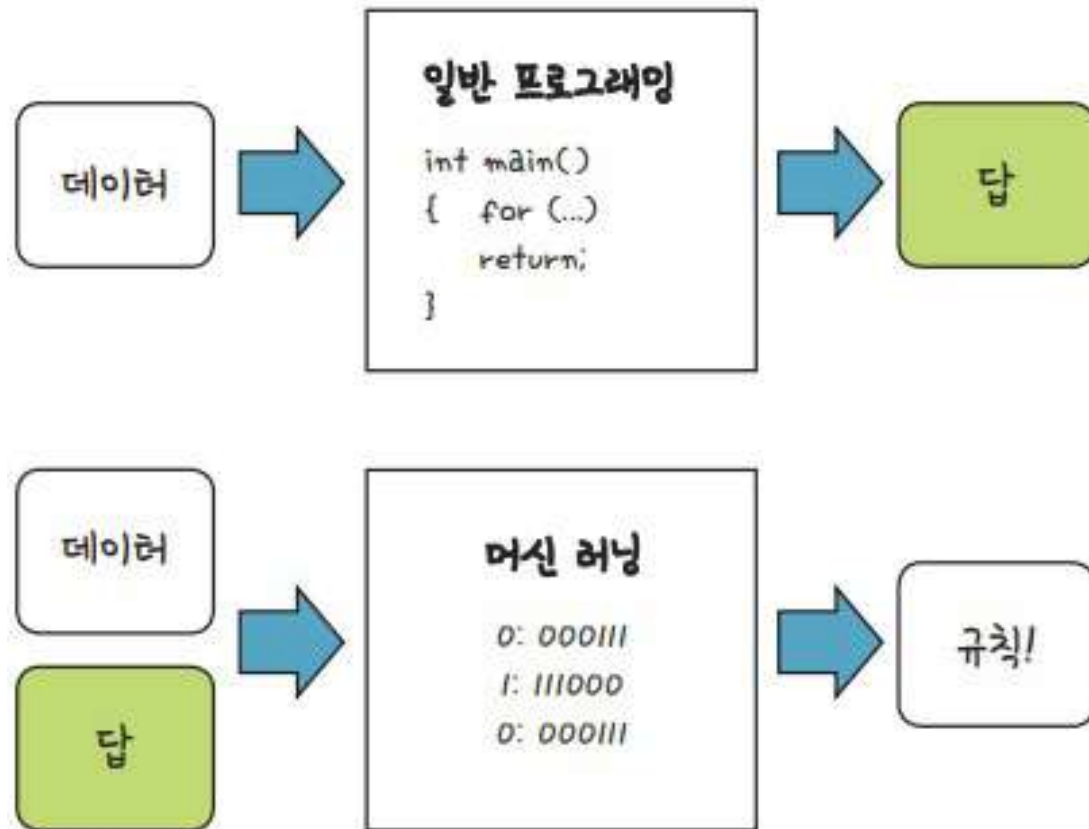 일반 프로그래밍
데이터
int main()
{ for (...)
return;
}
답
데이터
답
머신 러닝
0: 000111
1: 111000
0: 000111
규칙!